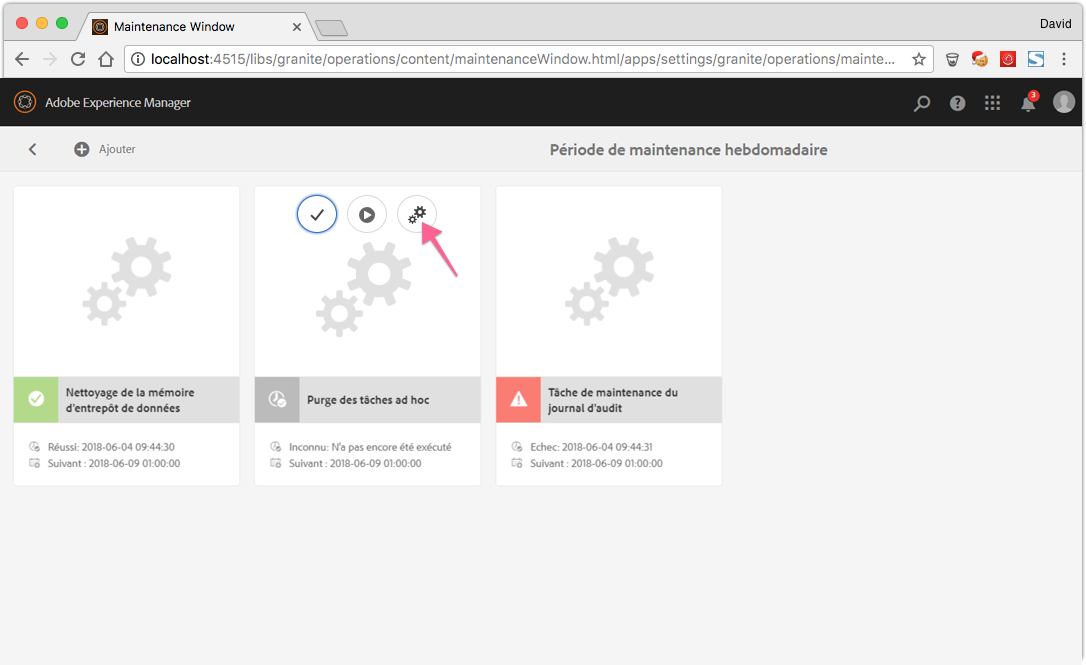 Maintenance Window
David
localhost:4515/libs/granite/operations/content/maintenanceWindow.html/apps/settings/granite/operations/mainte...
Adobe Experience Manager
3
Ajouter
Période de maintenance hebdomadaire
Nettoyage de la mémoire
d'entrepôt de données
Réussi: 2018-06-04 09:44:30
Suivant : 2018-06-09 01:00:00
Purge des tâches ad hoc
Inconnu: N'a pas encore été exécuté
Suivant : 2018-06-09 01:00:00
Tâche de maintenance du
journal d'audit
Echec: 2018-06-04 09:44:31
Suivant : 2018-06-09 01:00:00